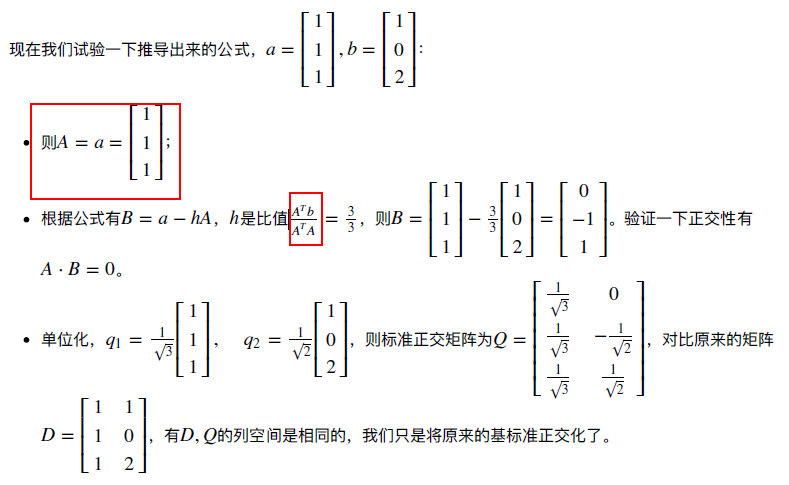 现在我们试验一下推导出来的公式，$a=\begin{bmatrix}1\\1\\1\end{bmatrix}, b=\begin{bmatrix}1\\0\\2\end{bmatrix}$：
• 则$A=a=\begin{bmatrix}1\\1\\1\end{bmatrix}$；
• 根据公式有$B=a-hA$，$h$是比值$\frac{A^Tb}{A^TA}=\frac{3}{3}$，则$B=\begin{bmatrix}1\\1\\1\end{bmatrix}-\frac{3}{3}\begin{bmatrix}1\\0\\2\end{bmatrix}=\begin{bmatrix}0\\-1\\1\end{bmatrix}$。验证一下正交性有
$A\cdot B=0$。
• 单位化，$q_1=\frac{1}{\sqrt{3}}\begin{bmatrix}1\\1\\1\end{bmatrix},\quad q_2=\frac{1}{\sqrt{2}}\begin{bmatrix}1\\0\\2\end{bmatrix}$，则标准正交矩阵为$Q=\begin{bmatrix}\frac{1}{\sqrt{3}}&0\\\frac{1}{\sqrt{3}}&-\frac{1}{\sqrt{2}}\\\frac{1}{\sqrt{3}}&\frac{1}{\sqrt{2}}\end{bmatrix}$，对比原来的矩阵
$D=\begin{bmatrix}1&1\\1&0\\1&2\end{bmatrix}$，有$D,Q$的列空间是相同的，我们只是将原来的基标准正交化了。